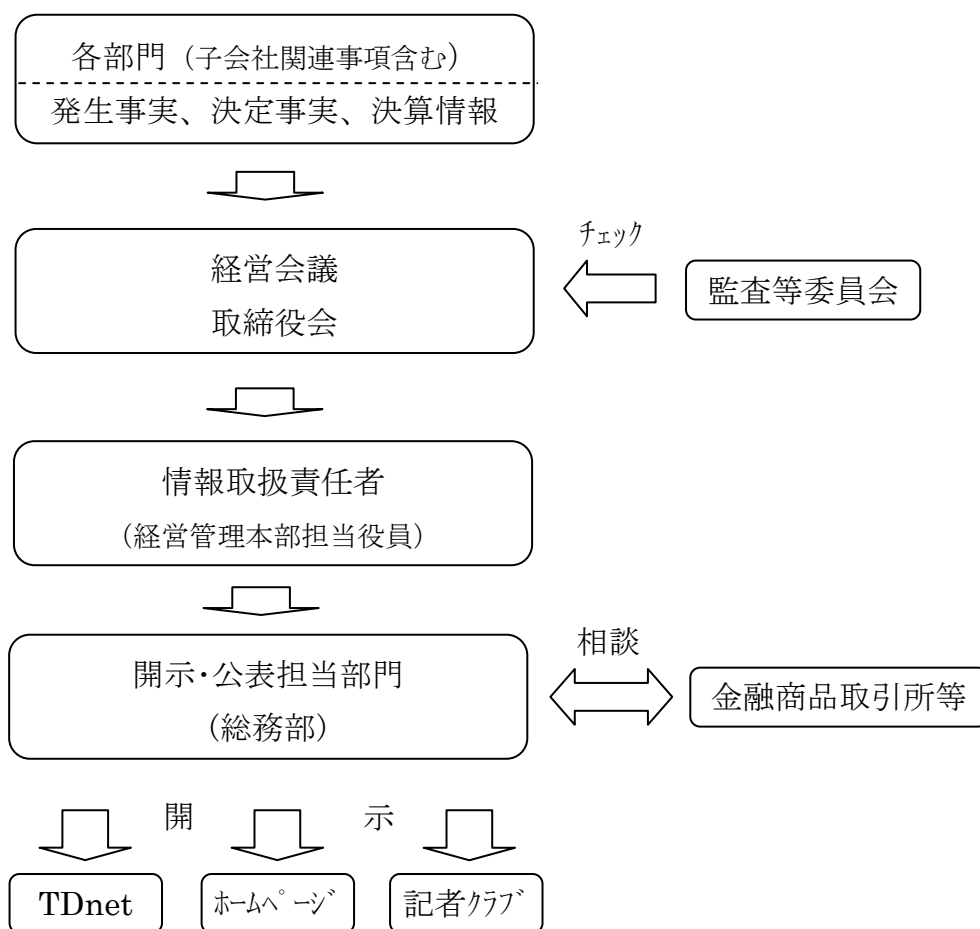 各部門（子会社関連事項含む）
発生事実、決定事実、決算情報
チェック
経営会議
取締役会
監査等委員会
情報取扱責任者
（経営管理本部担当役員）
相談
開示・公表担当部門
（総務部）
金融商品取引所等
開 示
TDnet
ﾎｰﾑﾍﾟｰｼﾞ
記者ｸﾗﾌﾞ